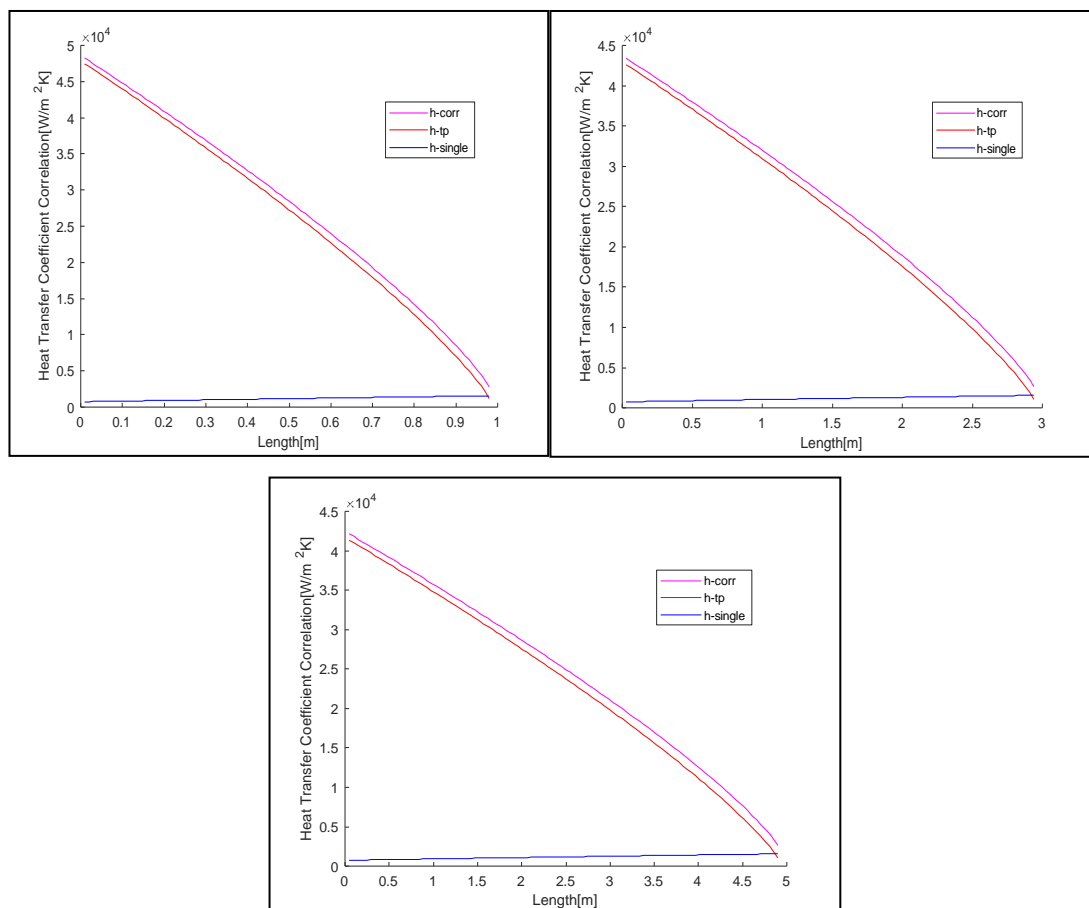 ×10⁴
5
4.5
4
3.5
3
2.5
2
1.5
1
0.5
0
Heat Transfer Coefficient Correlation[W/m ²K]
h-corr
h-tp
h-single
0 0.1 0.2 0.3 0.4 0.5 0.6 0.7 0.8 0.9 1
Length[m]
×10⁴
4.5
4
3.5
3
2.5
2
1.5
1
0.5
0
Heat Transfer Coefficient Correlation[W/m ²K]
h-corr
h-tp
h-single
0 0.5 1 1.5 2 2.5 3
Length[m]
×10⁴
4.5
4
3.5
3
2.5
2
1.5
1
0.5
0
Heat Transfer Coefficient Correlation[W/m ²K]
h-corr
h-tp
h-single
0 0.5 1 1.5 2 2.5 3 3.5 4 4.5 5
Length[m]